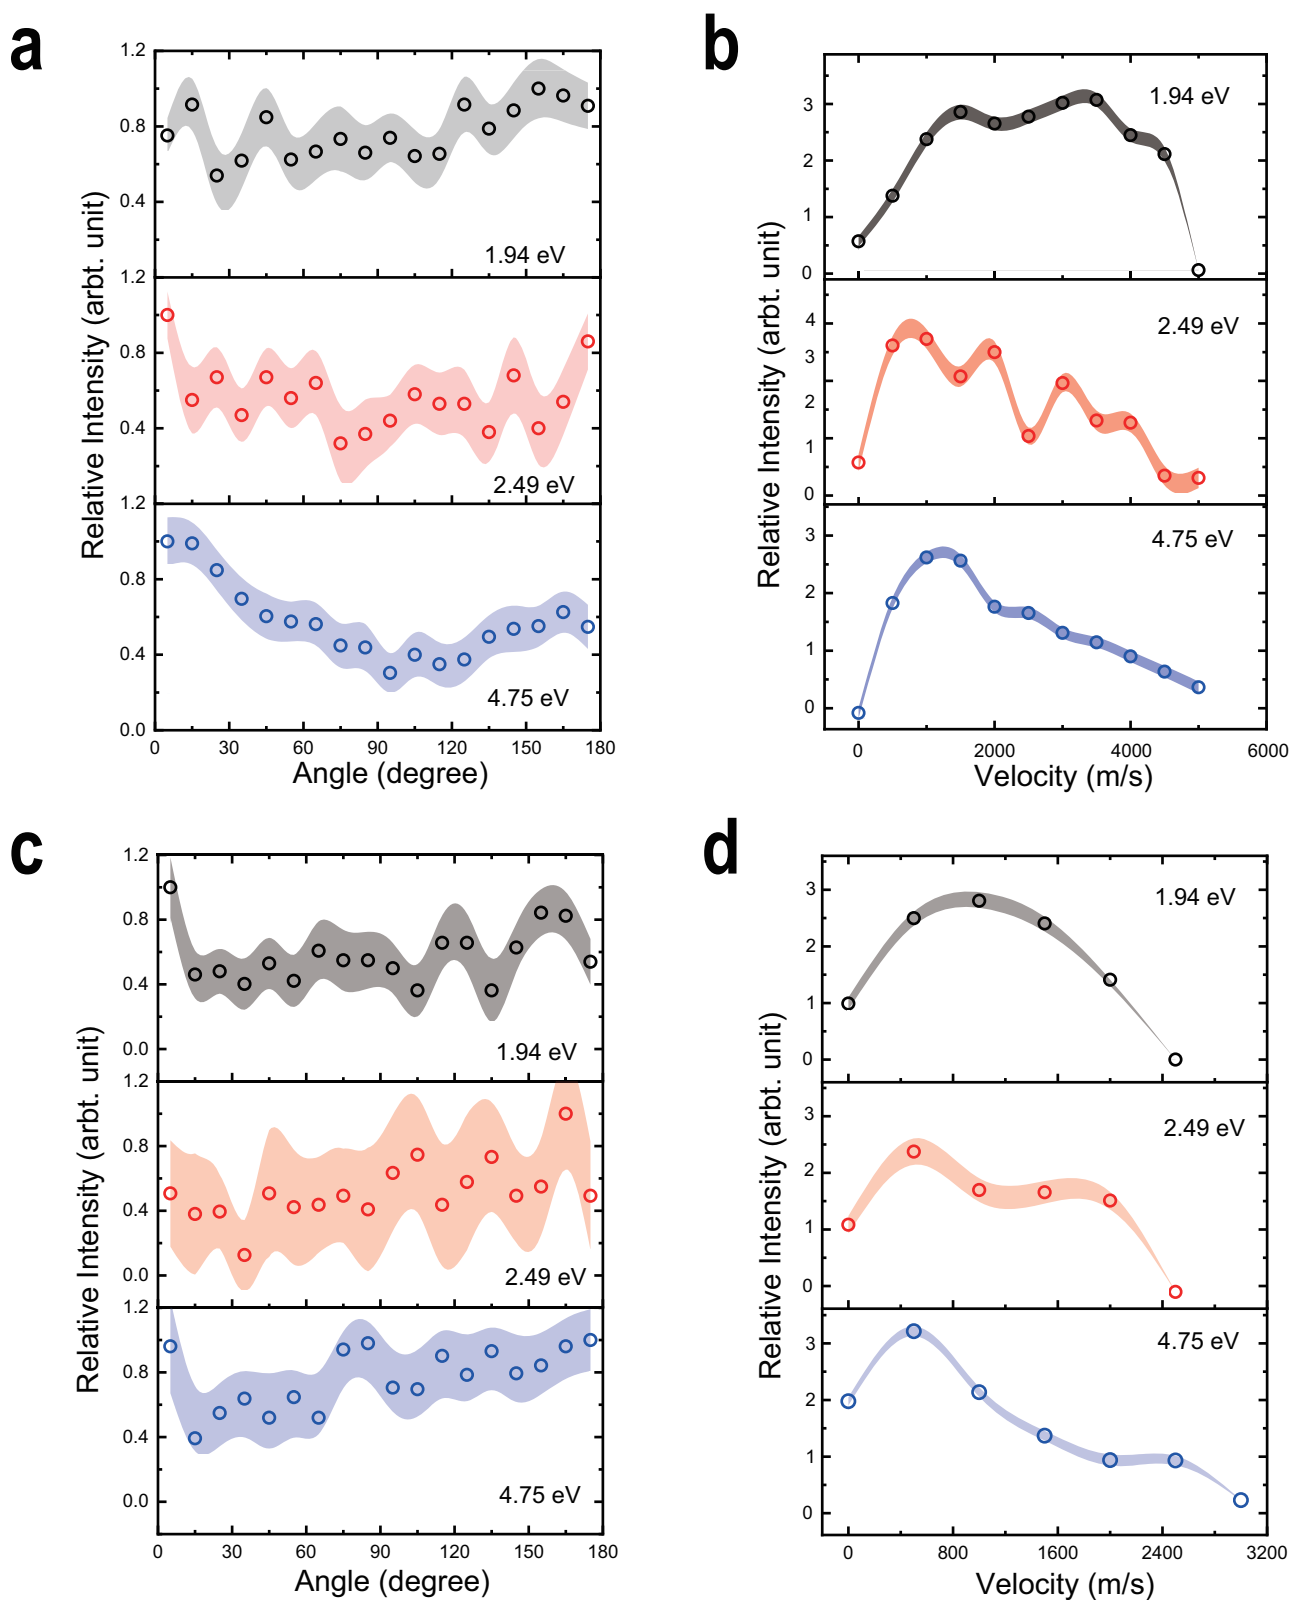 a
Relative Intensity (arbt. unit)
1.2
0.8
0.4
1.94 eV
1.2
0.8
0.4
2.49 eV
1.2
0.8
0.4
0.0
4.75 eV
0 30 60 90 120 150 180
Angle (degree)
b
Relative Intensity (arbt. unit)
3
2
1
0
1.94 eV
4
3
2
1
0
2.49 eV
3
2
1
0
4.75 eV
0 2000 4000 6000
Velocity (m/s)
c
Relative Intensity (arbt. unit)
1.2
0.8
0.4
0.0
1.94 eV
1.2
0.8
0.4
0.0
2.49 eV
1.2
0.8
0.4
0.0
4.75 eV
0 30 60 90 120 150 180
Angle (degree)
d
Relative Intensity (arbt. unit)
3
2
1
0
1.94 eV
3
2
1
0
2.49 eV
3
2
1
0
4.75 eV
0 800 1600 2400 3200
Velocity (m/s)